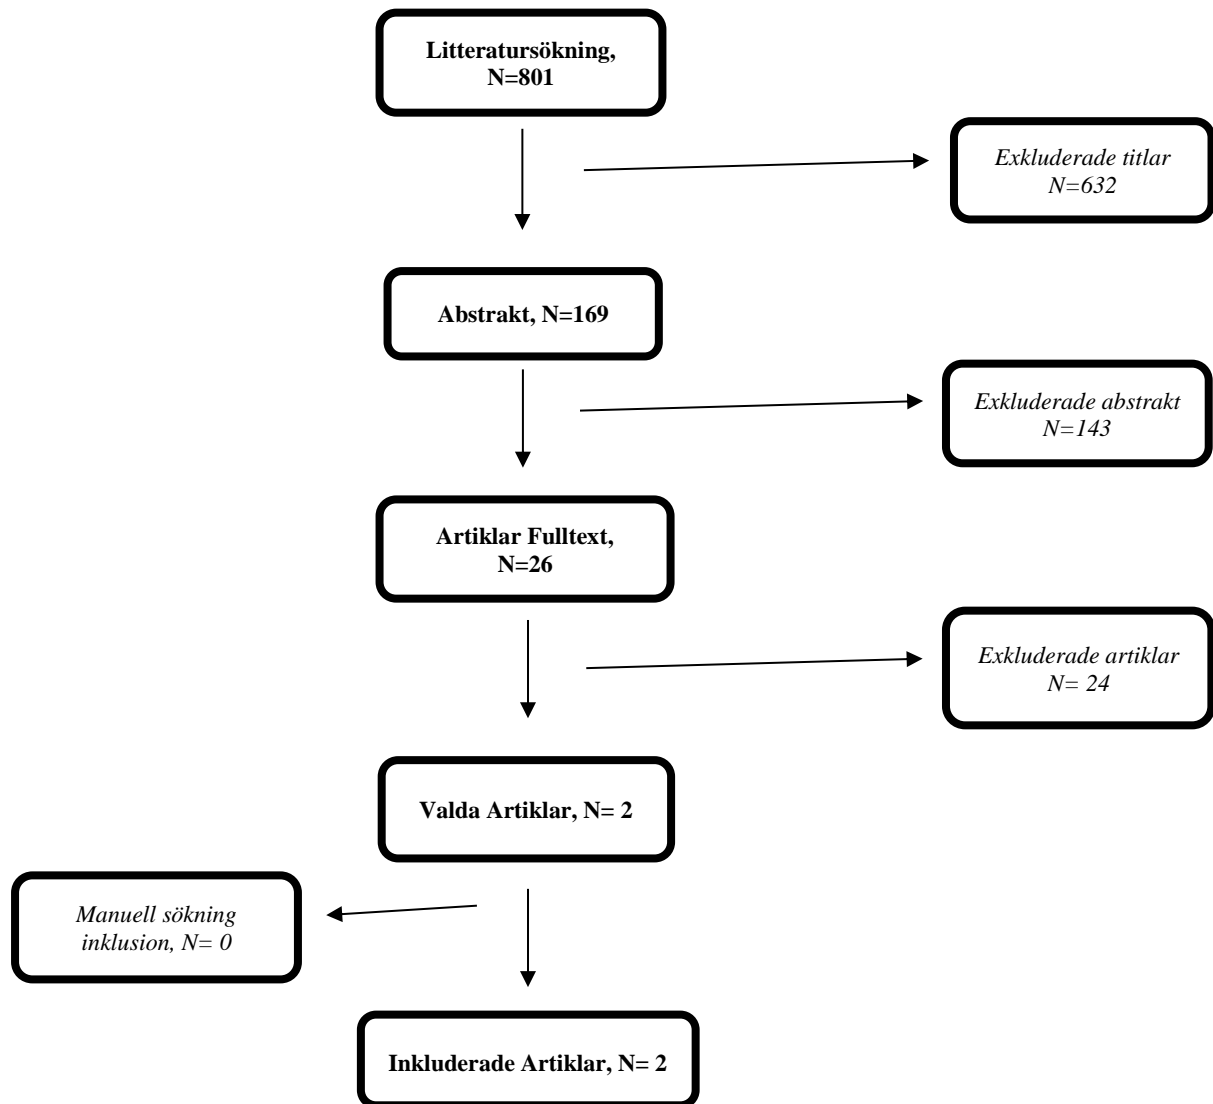 Litteratursökning,
N=801
Exkluderade titlar
N=632
Abstrakt, N=169
Exkluderade abstrakt
N=143
Artiklar Fulltext,
N=26
Exkluderade artiklar
N= 24
Valda Artiklar, N= 2
Manuell sökning
inklusion, N= 0
Inkluderade Artiklar, N= 2